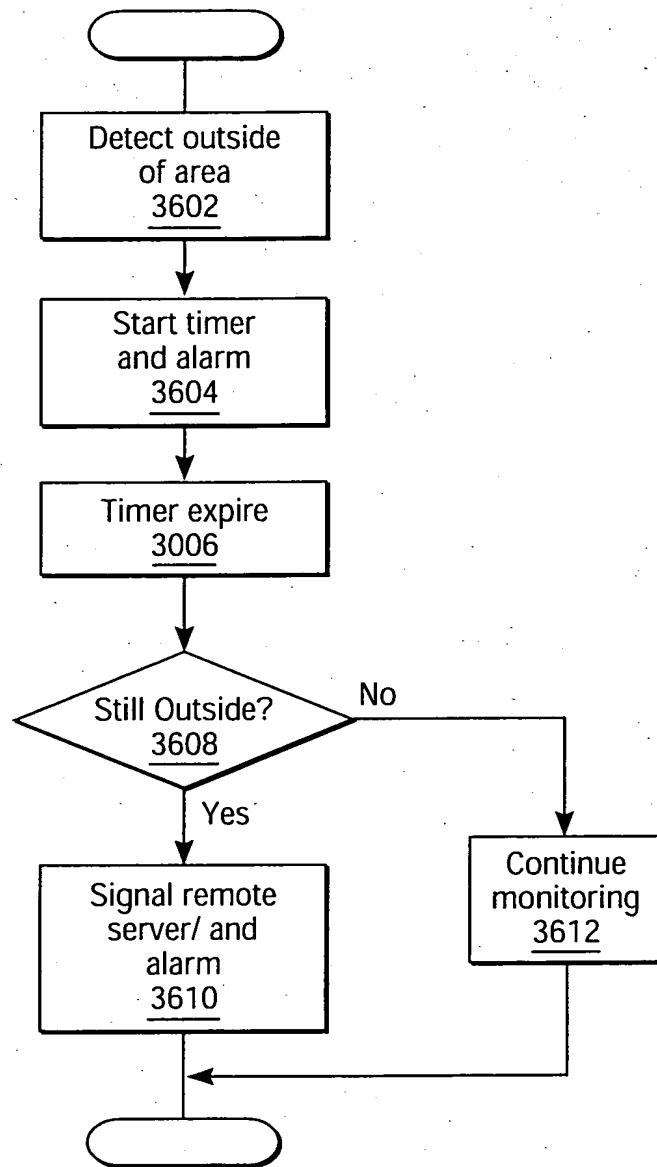 Detect outside
of area
3602
Start timer
and alarm
3604
Timer expire
3006
Still Outside?
3608
No
Yes
Signal remote
server/ and
alarm
3610
Continue
monitoring
3612